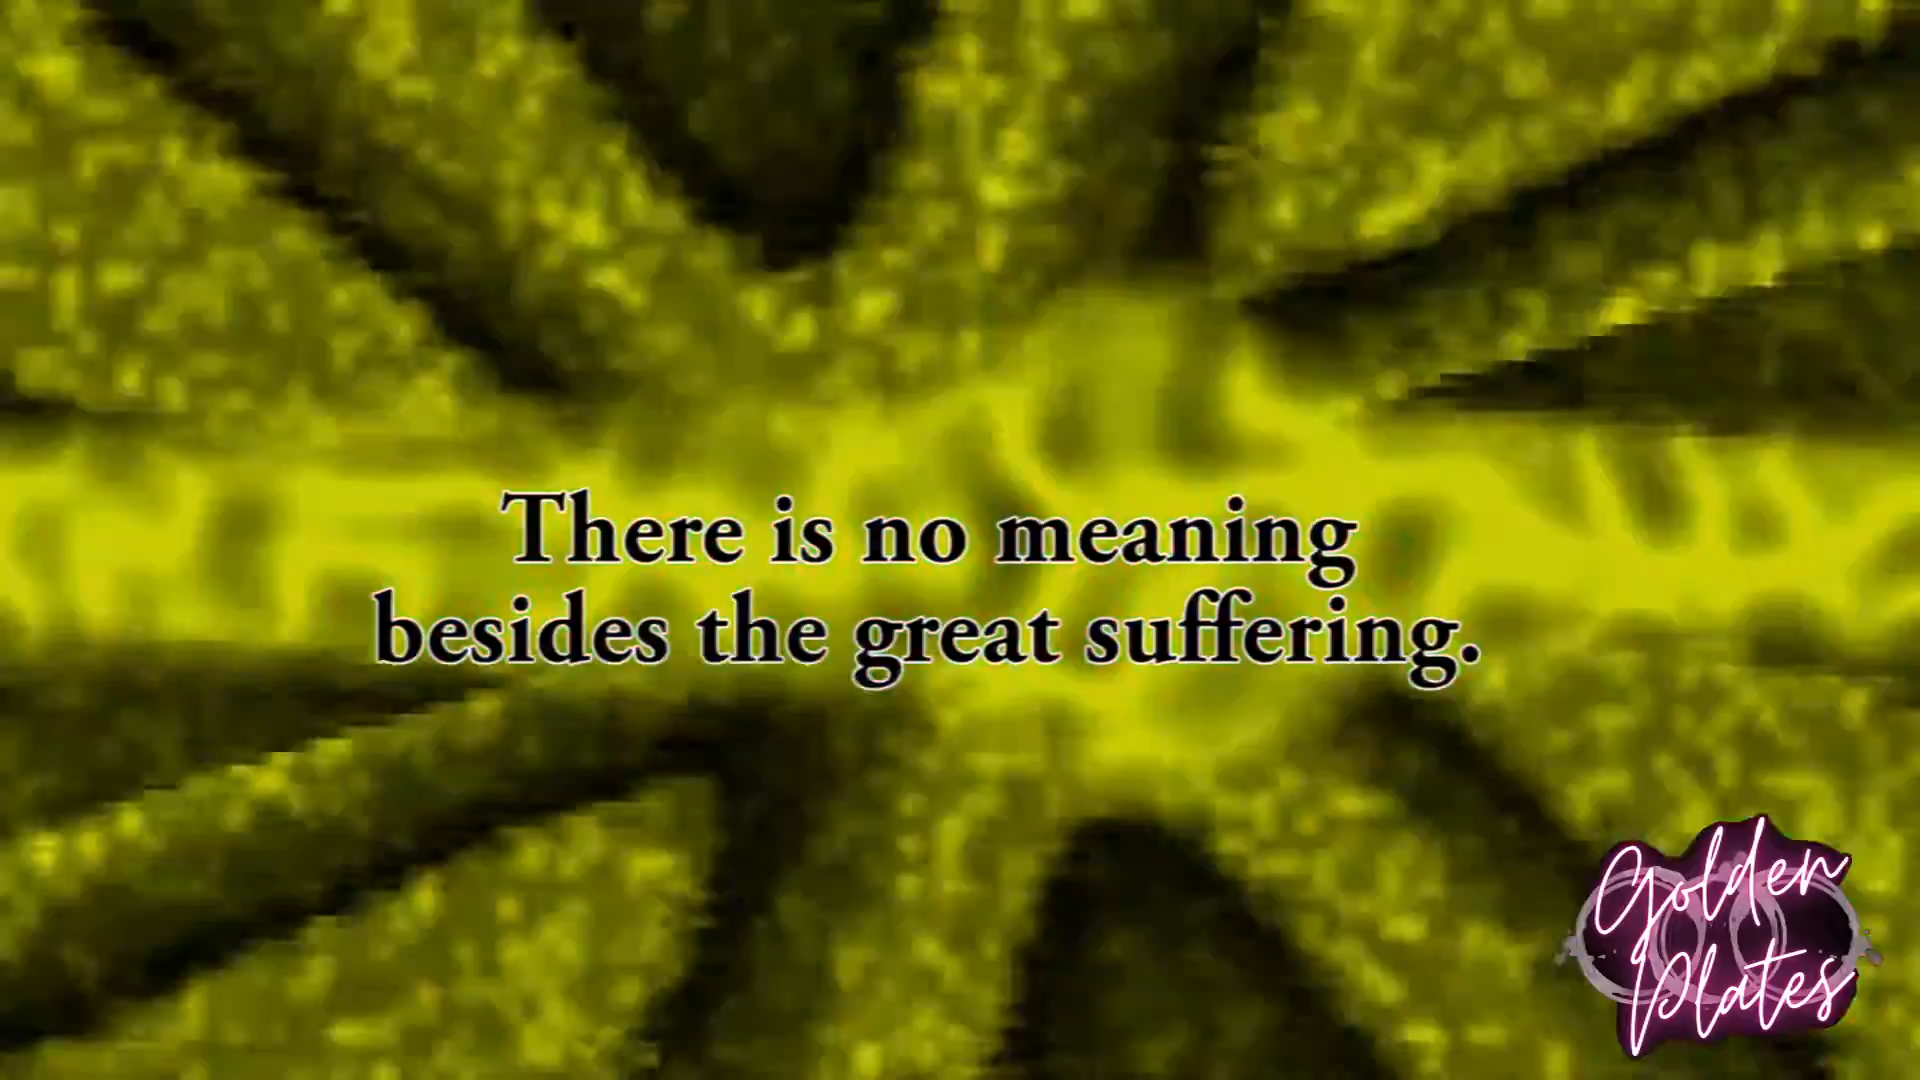 There is no meaning
besides the great suffering.
Golden
Plates